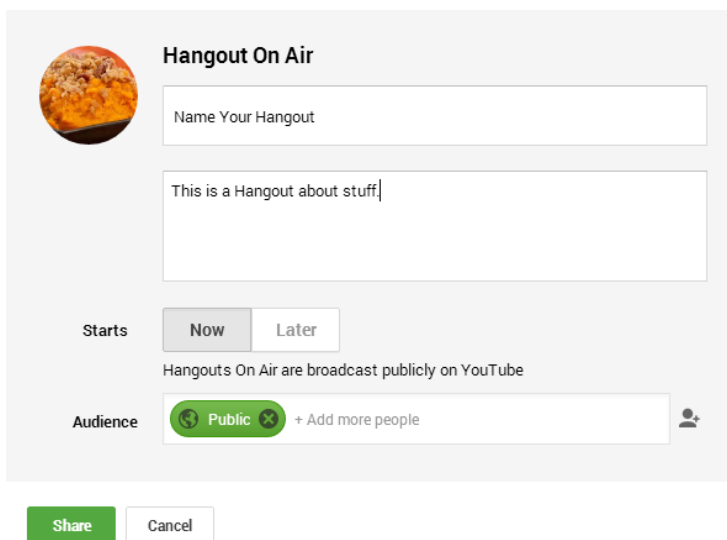 Hangout On Air
Name Your Hangout
This is a Hangout about stuff.
Starts Now Later
Hangouts On Air are broadcast publicly on YouTube
Audience Public + Add more people
Share Cancel